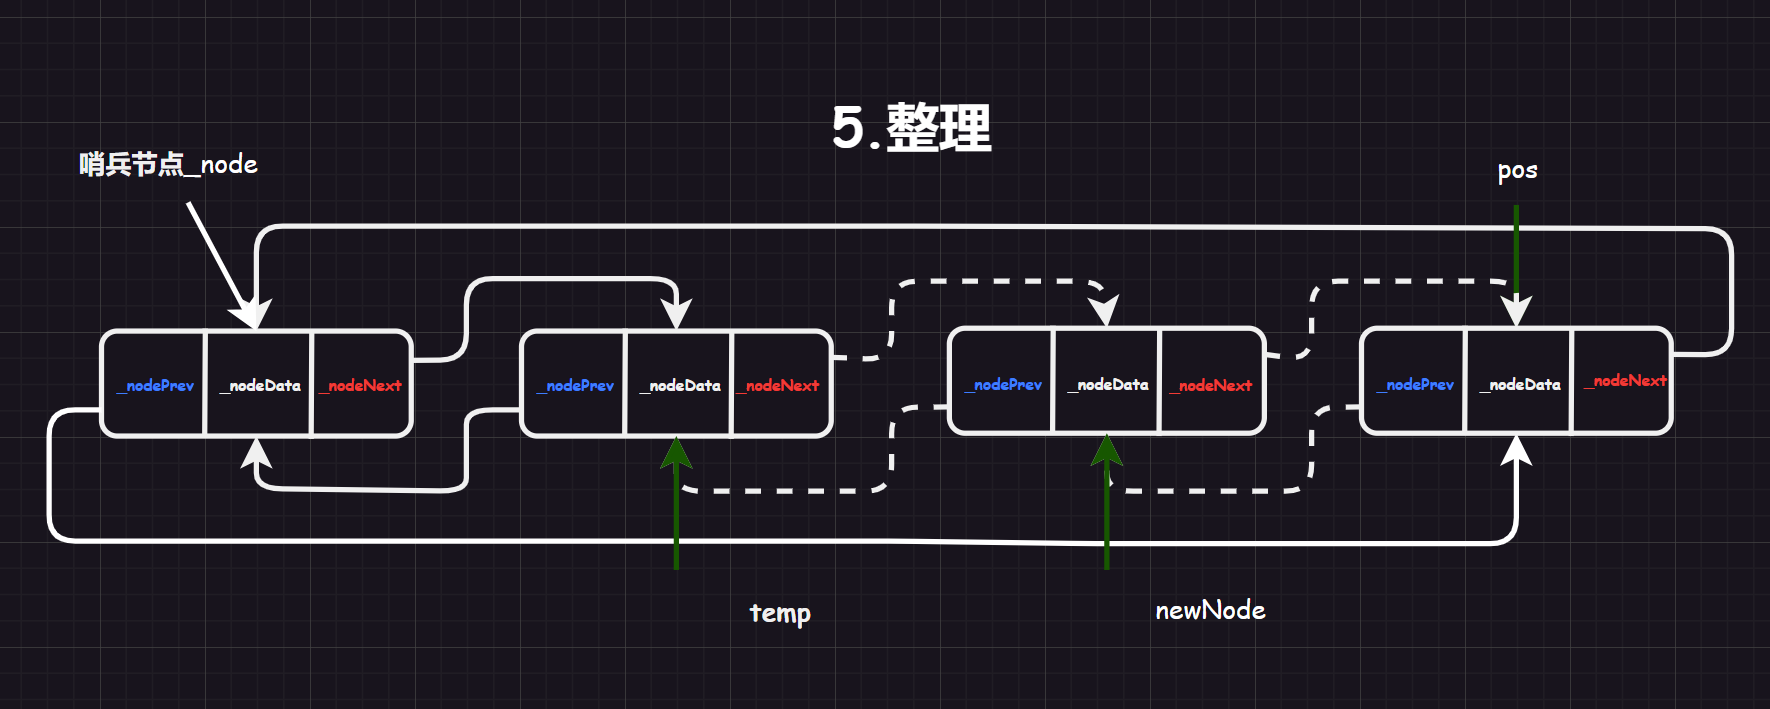 5.整理
哨兵节点_node
pos
_nodePrev _nodeData _nodeNext
_nodePrev _nodeData _nodeNext
_nodePrev _nodeData _nodeNext
_nodePrev _nodeData _nodeNext
temp
newNode